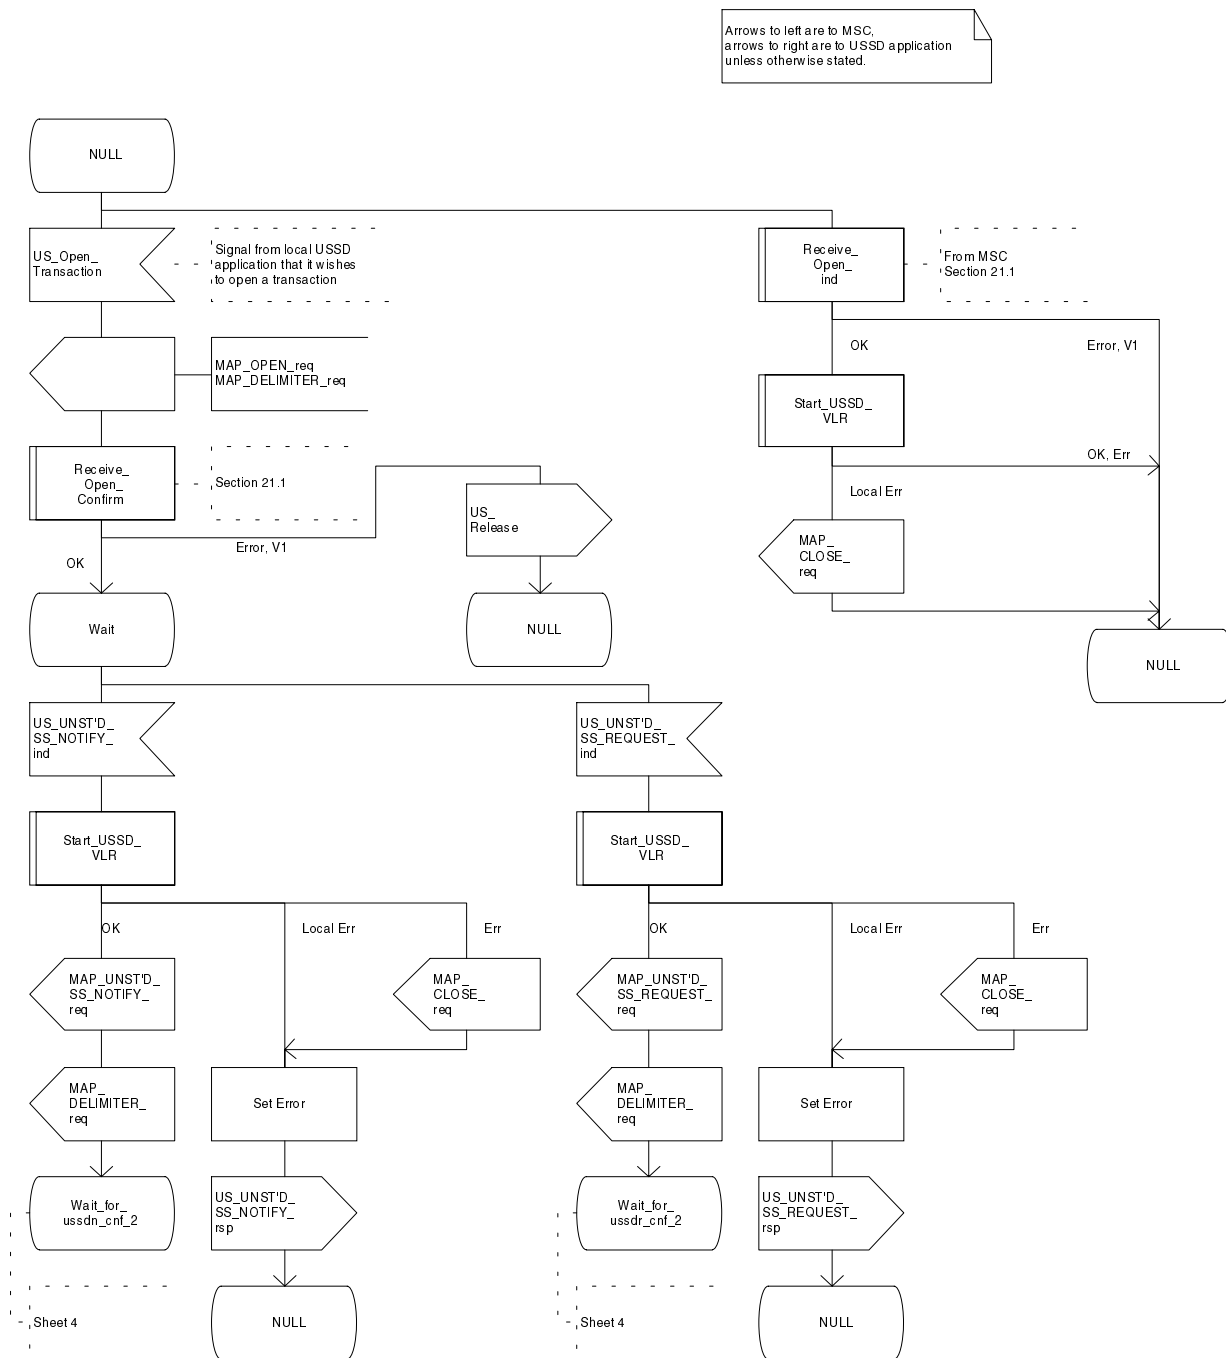 Arrows to left are to MSC,
arrows to right are to USSD application
unless otherwise stated.
NULL
US_Open_
Transaction
Signal from local USSD
application that it wishes
to open a transaction
Receive_
Open_
ind
From MSC
Section 21.1
MAP_OPEN_req
MAP_DELIMITER_req
OK
Error, V1
Start_USSD_
VLR
Receive_
Open_
Confirm
Section 21.1
OK, Err
Local Err
US_
Release
Error, V1
OK
MAP_
CLOSE_
req
Wait
NULL
NULL
US_UNST'D_
SS_NOTIFY_
ind
US_UNST'D_
SS_REQUEST_
ind
Start_USSD_
VLR
Start_USSD_
VLR
OK
Local Err
Err
OK
Local Err
Err
MAP_UNST'D_
SS_NOTIFY_
req
MAP_
CLOSE_
req
MAP_UNST'D_
SS_REQUEST_
req
MAP_
CLOSE_
req
MAP_
DELIMITER_
req
Set Error
MAP_
DELIMITER_
req
Set Error
Wait_for_
ussdn_cnf_2
US_UNST'D_
SS_NOTIFY_
rsp
Wait_for_
ussdr_cnf_2
US_UNST'D_
SS_REQUEST_
rsp
Sheet 4
NULL
Sheet 4
NULL